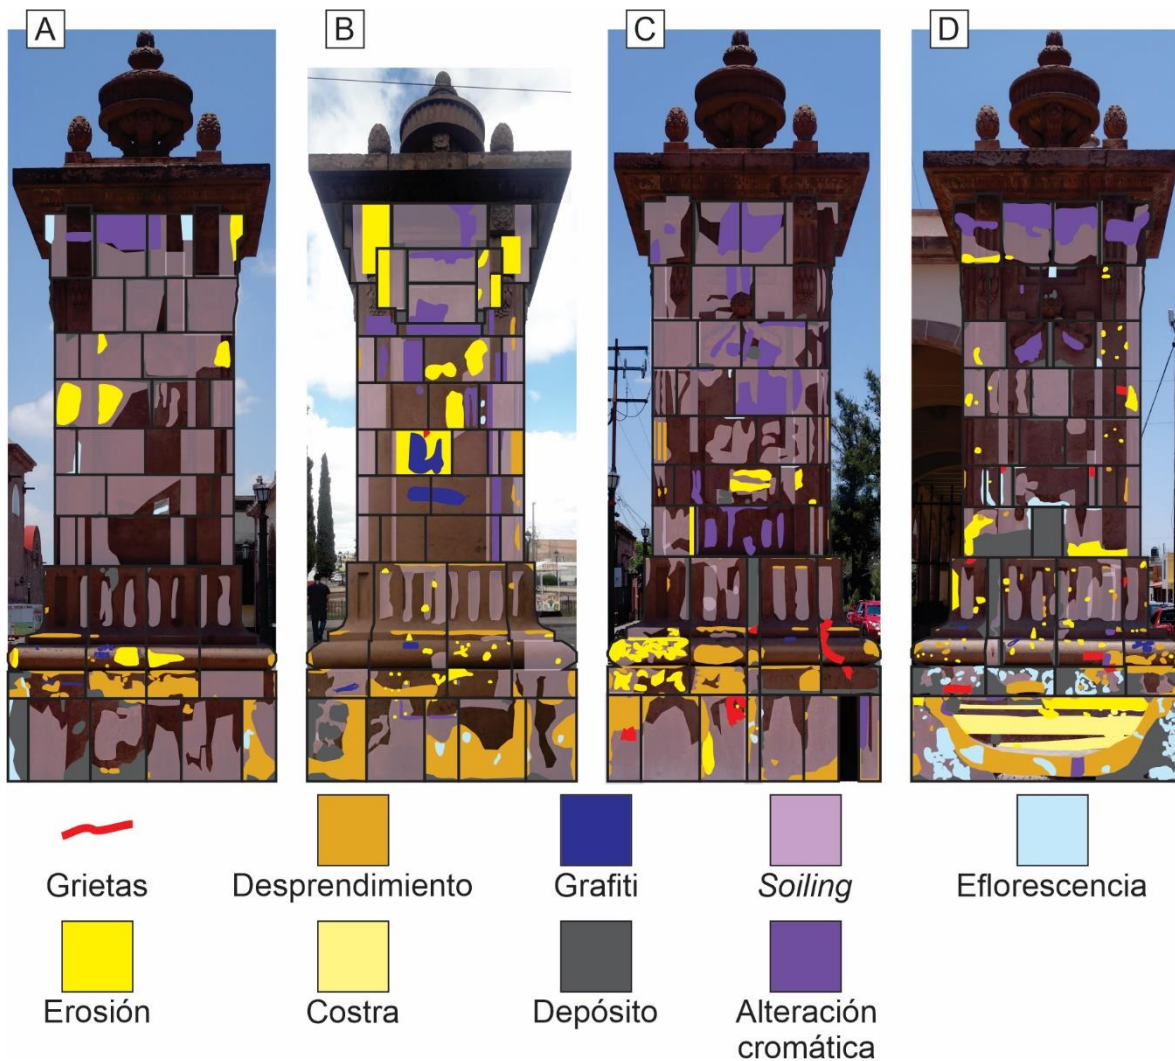 A
B
C
D
Grietas
Desprendimiento
Grafiti
Soiling
Eflorescencia
Erosión
Costra
Depósito
Alteración
cromática